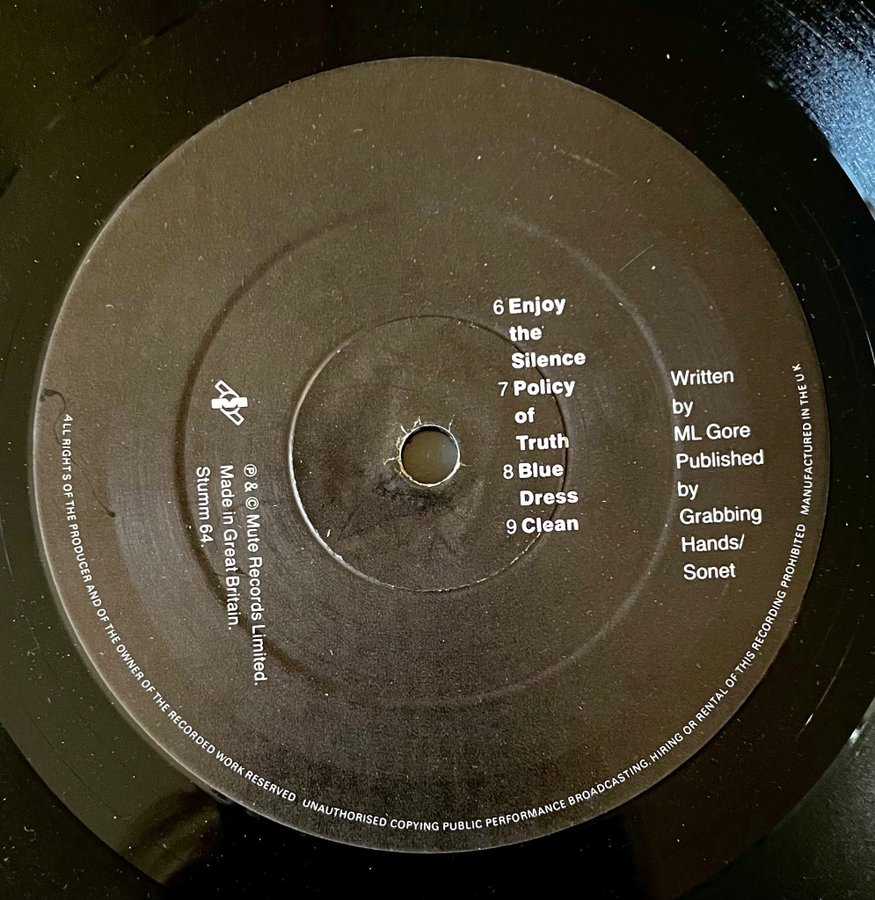 6 Enjoy
the
Silence
7 Policy
of
Truth
8 Blue
Dress
9 Clean
Written
by
ML Gore
Published
by
Grabbing
Hands/
Sonet
℗ & © Mute Records Limited.
Made in Great Britain.
Stumm 64.
ALL RIGHTS OF THE PRODUCER AND OF THE OWNER OF THE RECORDED WORK RESERVED UNAUTHORISED COPYING PUBLIC PERFORMANCE BROADCASTING, HIRING OR RENTAL OF THIS RECORDING PROHIBITED MANUFACTURED IN THE U K